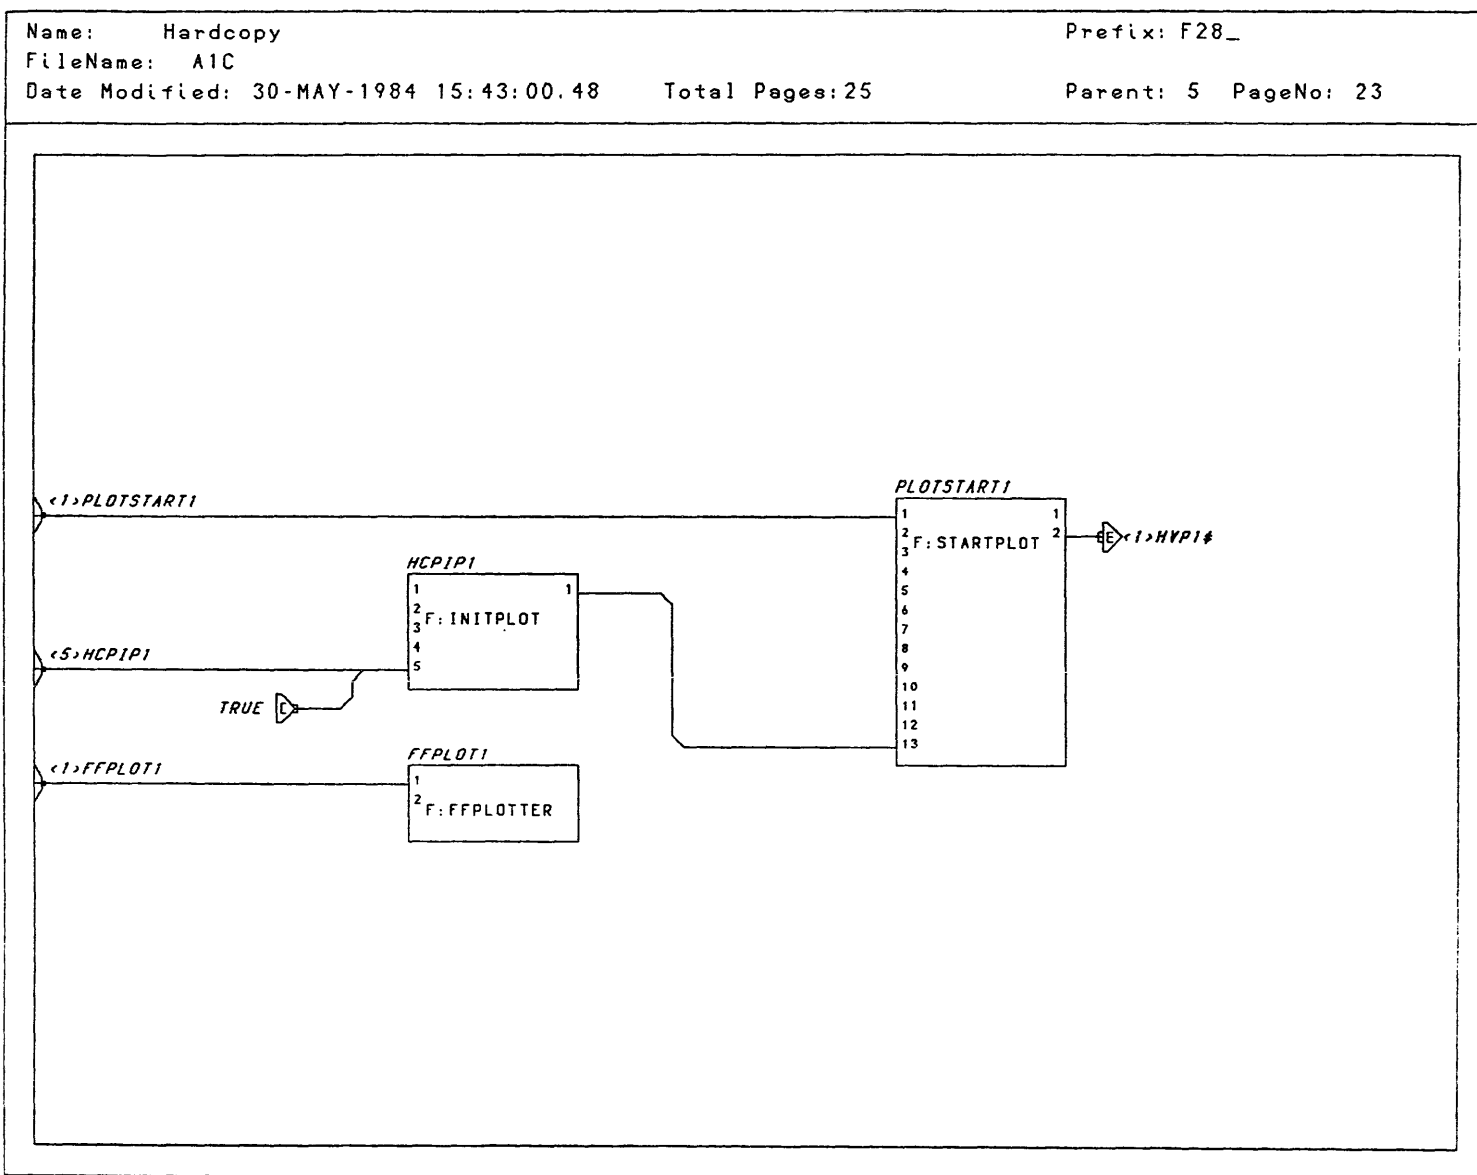 Name: Hardcopy Prefix: F28_
FileName: A1C
Date Modified: 30-MAY-1984 15:43:00.48 Total Pages:25 Parent: 5 PageNo: 23
PLOTSTART1
<1>PLOTSTART1
1 1
2 F:STARTPLOT 2
3
4
5
6
7
8
9
10
11
12
13
E <1>HVP1#
HCPIP1
1 1
2 F:INITPLOT
3
4
5
<5>HCPIP1
TRUE C
FFPLOT1
<1>FFPLOT1
1
2 F:FFPLOTTER